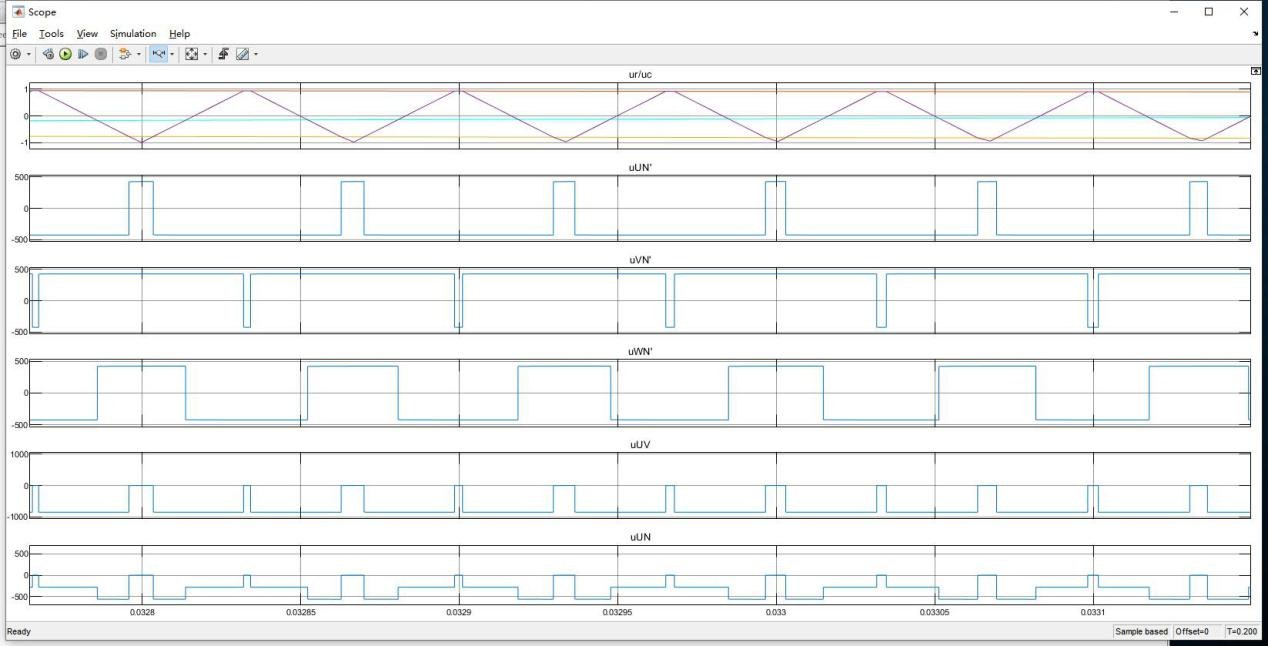 Scope
File Tools View Simulation Help
ur/uc
1
0
-1
uUN'
500
0
-500
uVN'
500
0
-500
uWN'
500
0
-500
uUV
1000
0
-1000
uUN
500
0
-500
0.0328 0.03285 0.0329 0.03295 0.033 0.03305 0.0331
Ready Sample based Offset=0 T=0.200